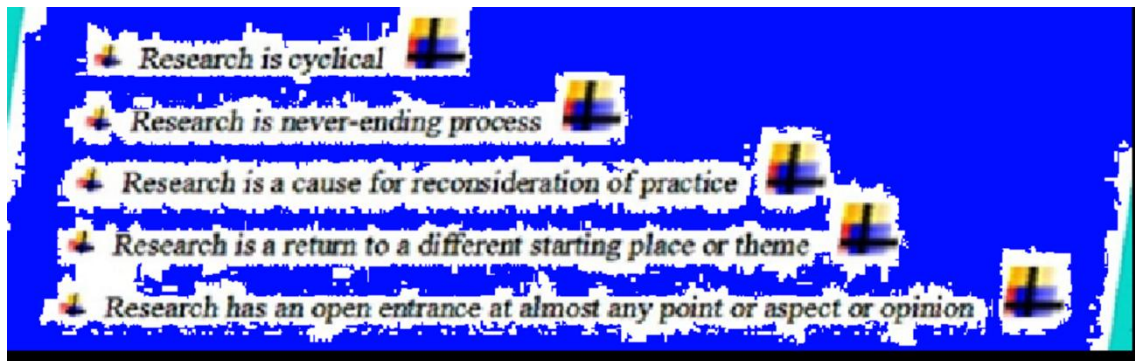 Research is cyclical
Research is never-ending process
Research is a cause for reconsideration of practice
Research is a return to a different starting place or theme
Research has an open entrance at almost any point or aspect or opinion